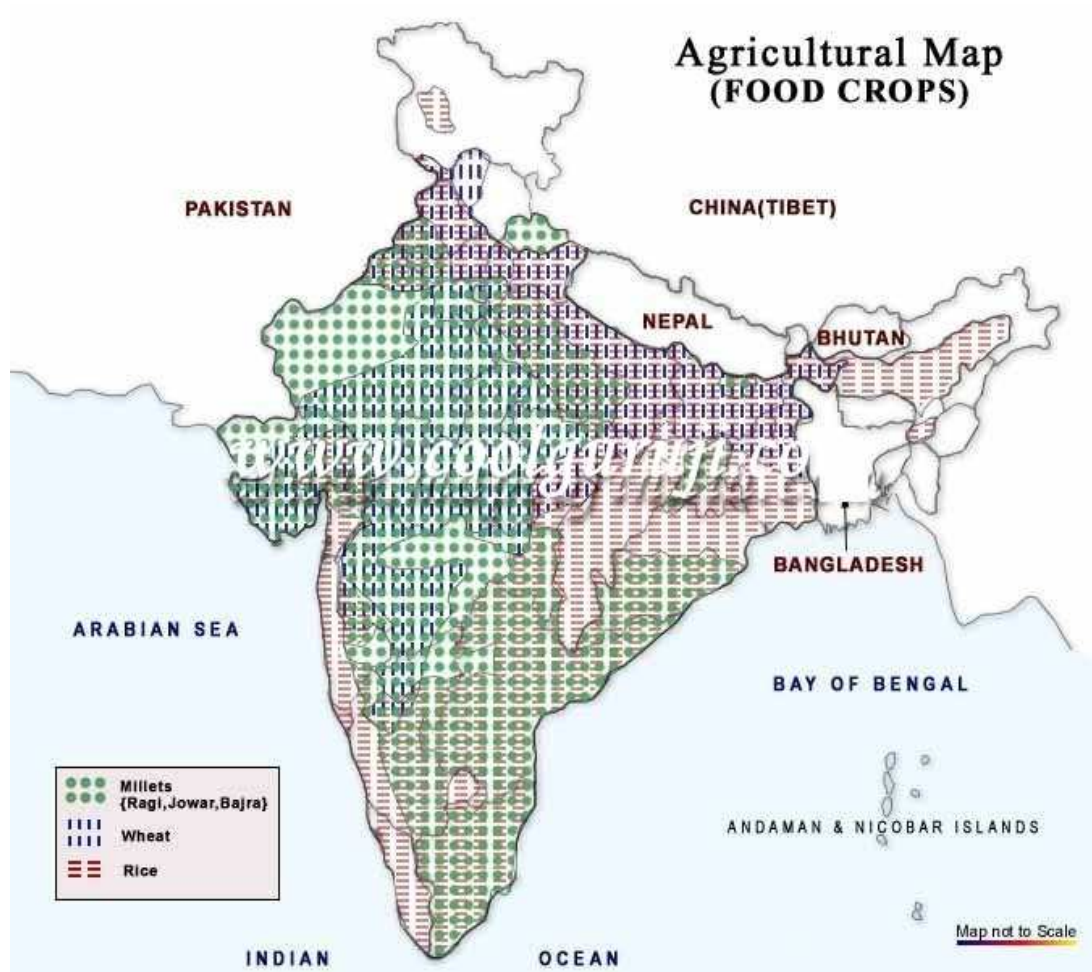 Agricultural Map
(FOOD CROPS)
PAKISTAN
CHINA(TIBET)
NEPAL
BHUTAN
BANGLADESH
ARABIAN SEA
BAY OF BENGAL
Millets
{Ragi,Jowar,Bajra}
Wheat
Rice
ANDAMAN & NICOBAR ISLANDS
Map not to Scale
INDIAN OCEAN